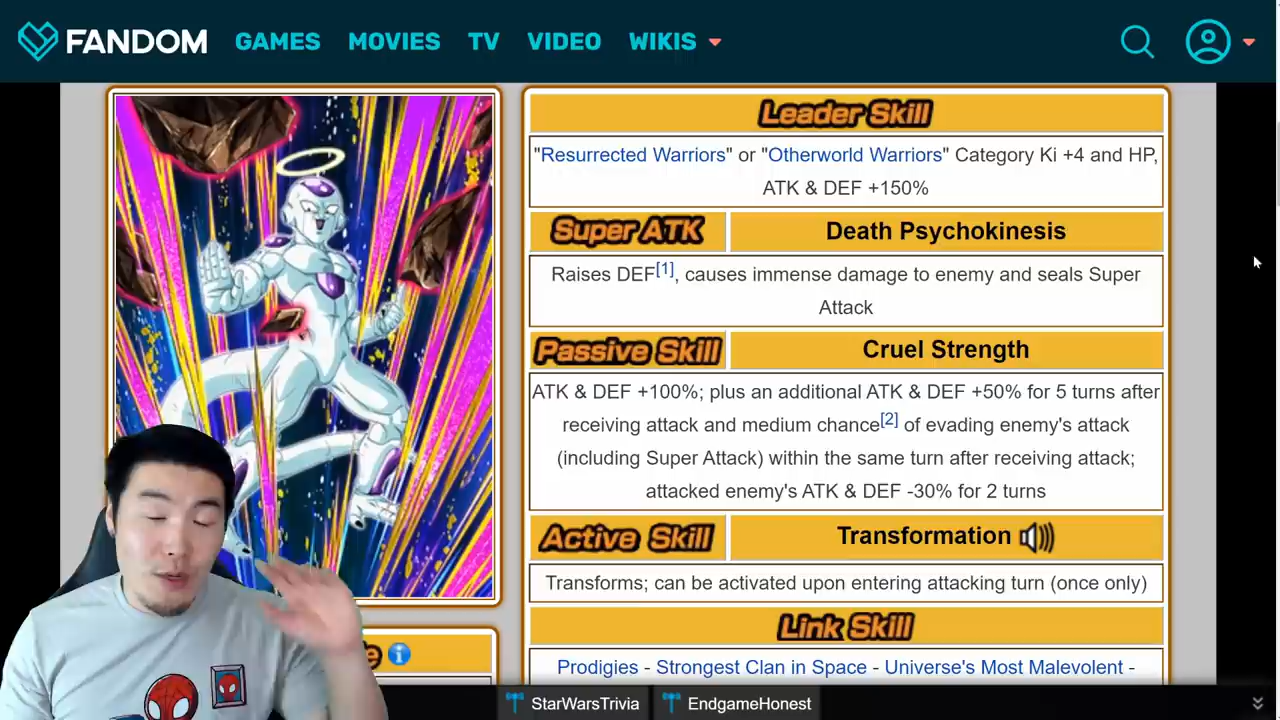 FANDOM GAMES MOVIES TV VIDEO WIKIS
Leader Skill
"Resurrected Warriors" or "Otherworld Warriors" Category Ki +4 and HP,
ATK & DEF +150%
Super ATK Death Psychokinesis
Raises DEF[1], causes immense damage to enemy and seals Super
Attack
Passive Skill Cruel Strength
ATK & DEF +100%; plus an additional ATK & DEF +50% for 5 turns after
receiving attack and medium chance[2] of evading enemy's attack
(including Super Attack) within the same turn after receiving attack;
attacked enemy's ATK & DEF -30% for 2 turns
Active Skill Transformation
Transforms; can be activated upon entering attacking turn (once only)
Link Skill
Prodigies - Strongest Clan in Space - Universe's Most Malevolent -
StarWarsTrivia EndgameHonest